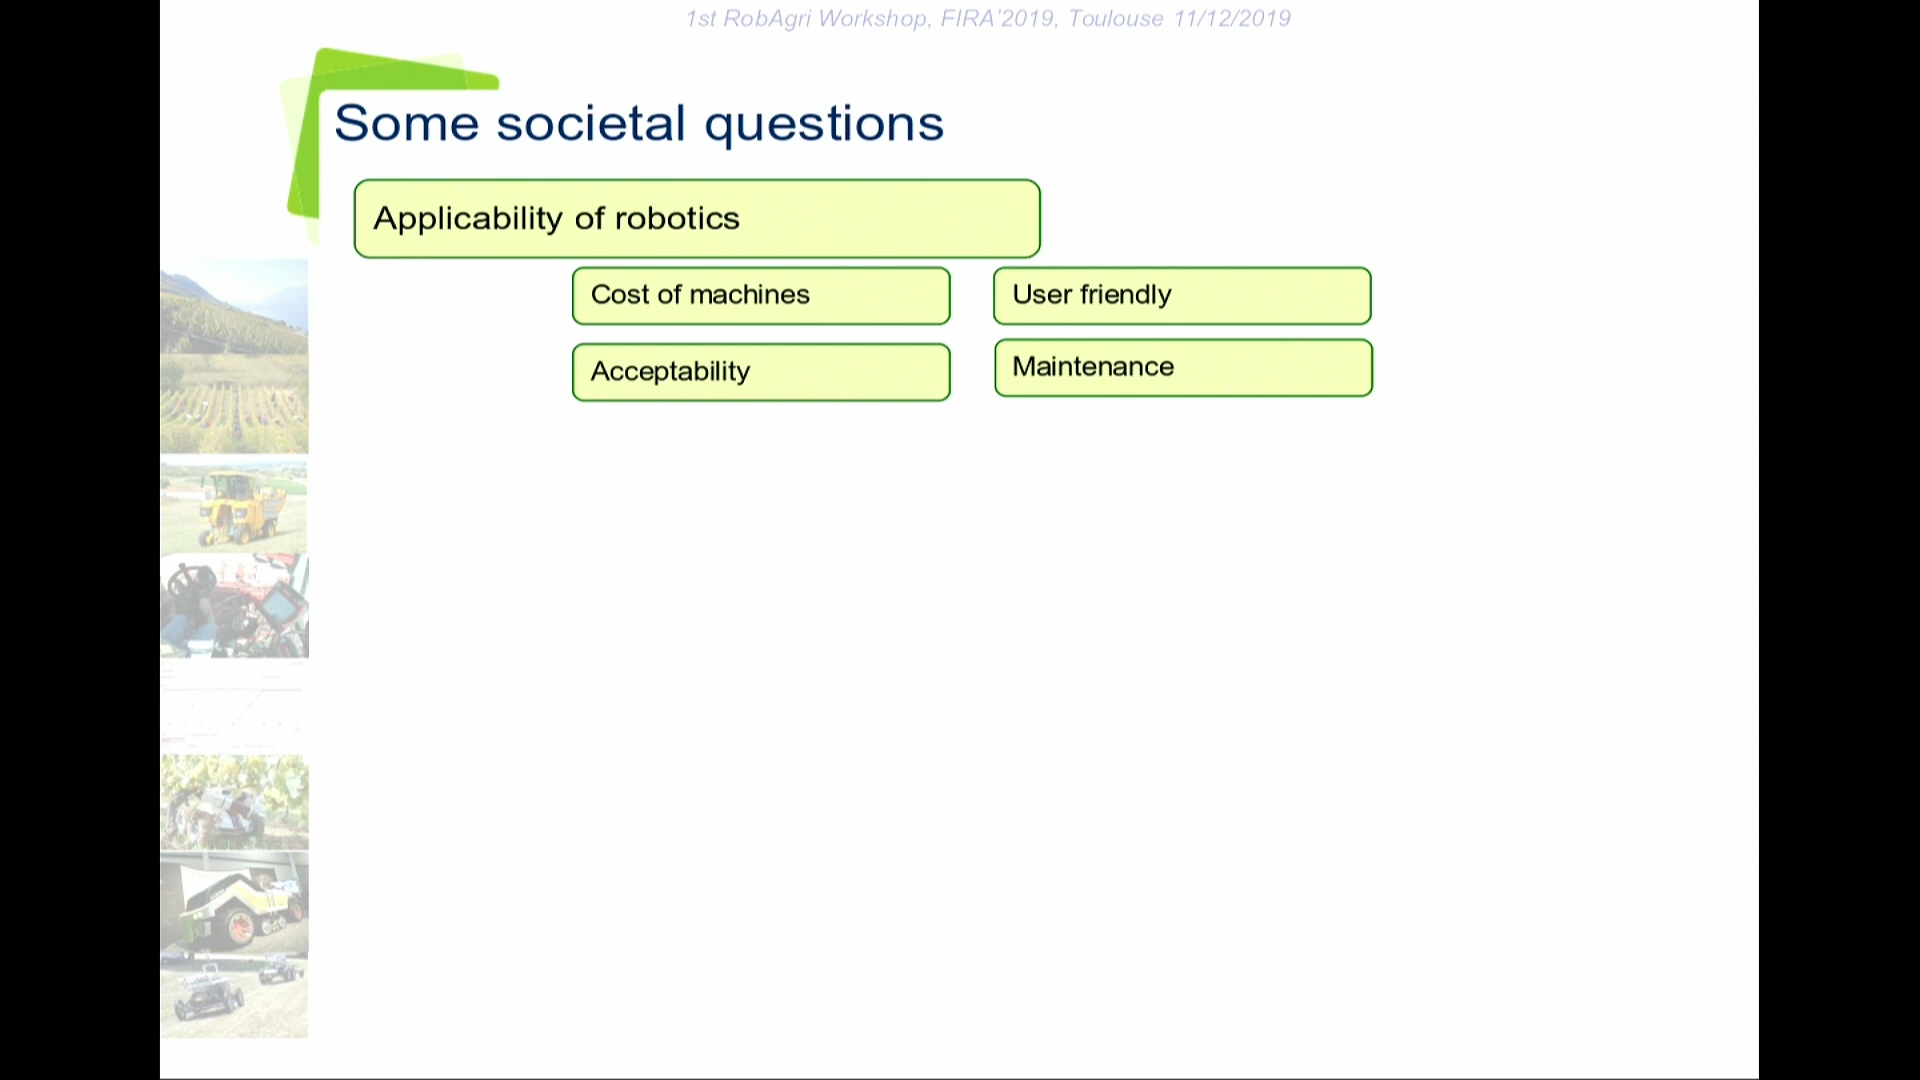 1st RobAgri Workshop, FIRA'2019, Toulouse 11/12/2019
Some societal questions
Applicability of robotics
Cost of machines
User friendly
Acceptability
Maintenance